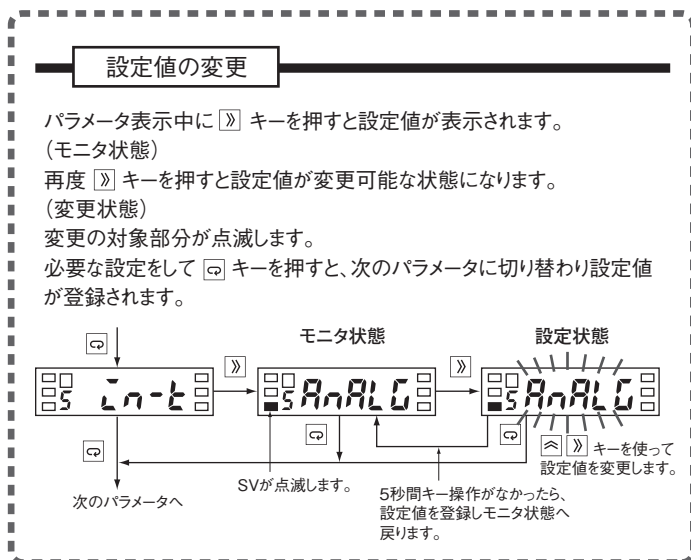 設定値の変更
パラメータ表示中に キーを押すと設定値が表示されます。
(モニタ状態)
再度 キーを押すと設定値が変更可能な状態になります。
(変更状態)
変更の対象部分が点滅します。
必要な設定をして キーを押すと、次のパラメータに切り替わり設定値
が登録されます。
モニタ状態
設定状態
5 in-t
5 AnALG
5 AnALG
キーを使って
設定値を変更します。
SVが点滅します。
次のパラメータへ
5秒間キー操作がなかったら、
設定値を登録しモニタ状態へ
戻ります。